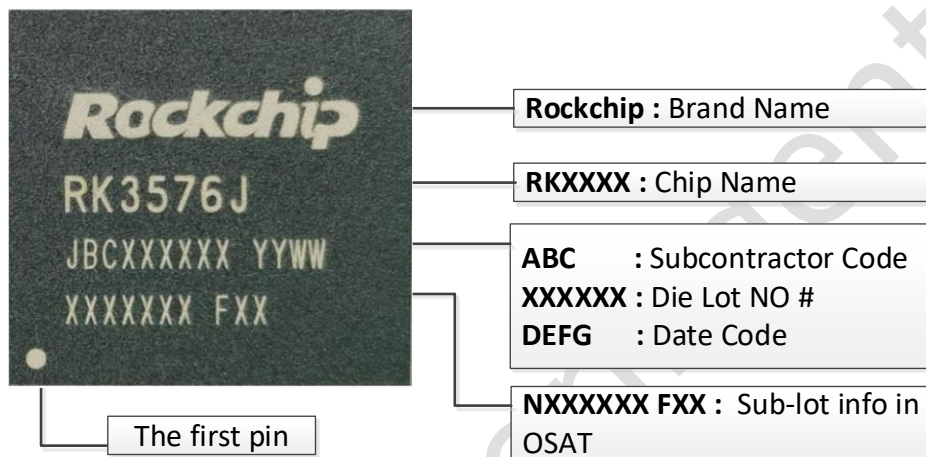 Rockchip
RK3576J
JBCXXXXXX YYWW
XXXXXXX FXX
Rockchip : Brand Name
RKXXXX : Chip Name
ABC : Subcontractor Code
XXXXXX : Die Lot NO #
DEFG : Date Code
NXXXXXX FXX : Sub-lot info in
OSAT
The first pin